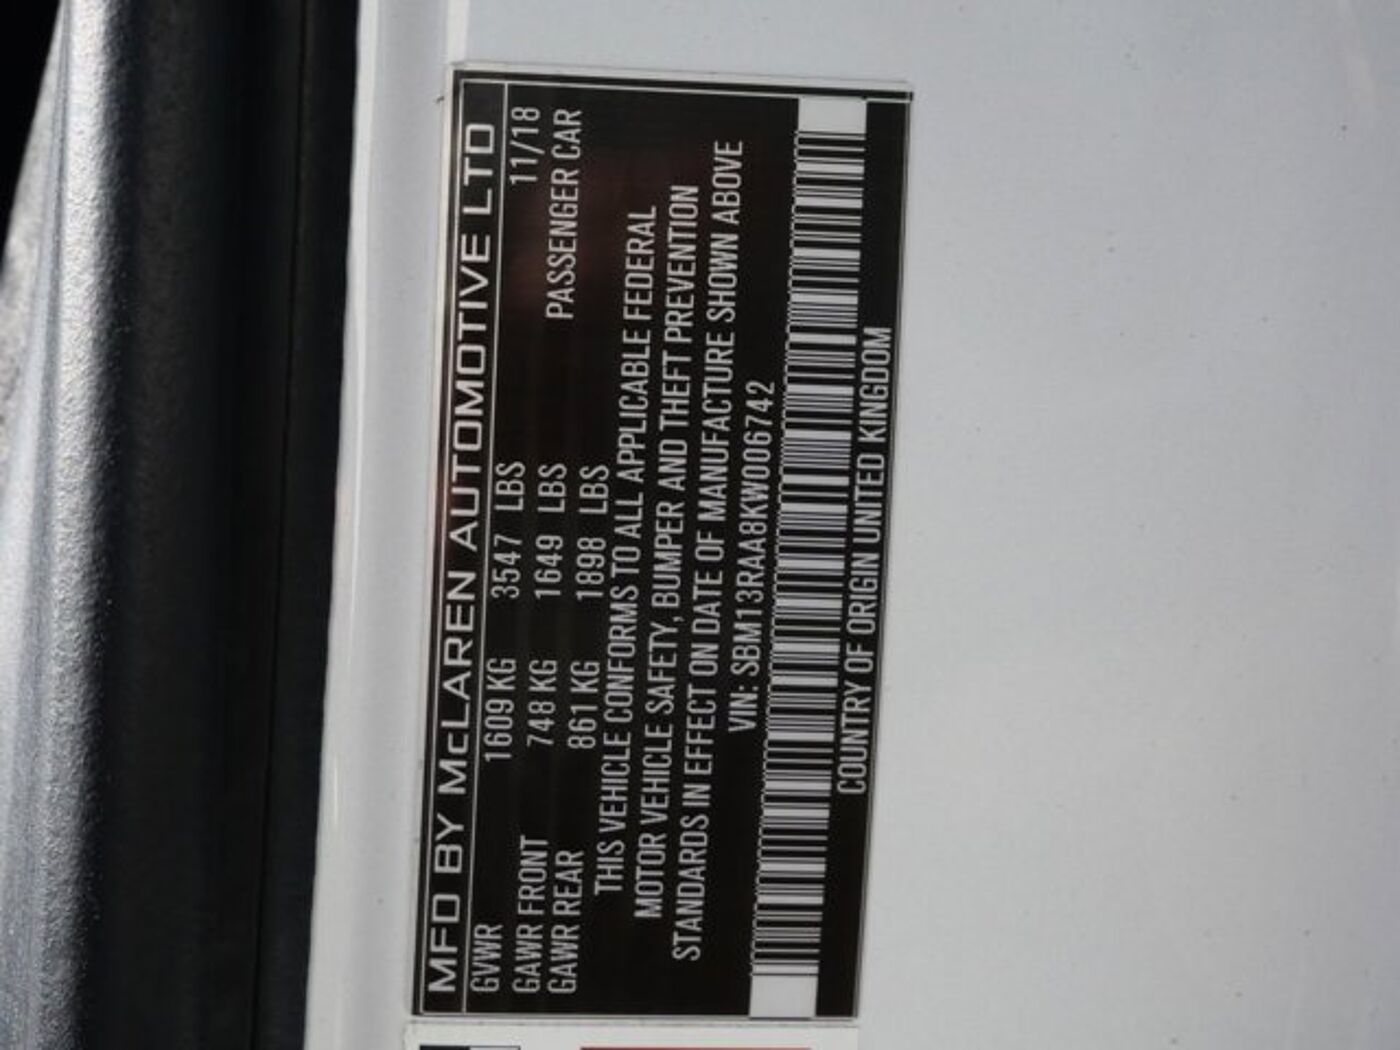 MFD BY McLAREN AUTOMOTIVE LTD
GVWR 1609 KG 3547 LBS 11/18
GAWR FRONT 748 KG 1649 LBS PASSENGER CAR
GAWR REAR 861 KG 1898 LBS
THIS VEHICLE CONFORMS TO ALL APPLICABLE FEDERAL
MOTOR VEHICLE SAFETY, BUMPER AND THEFT PREVENTION
STANDARDS IN EFFECT ON DATE OF MANUFACTURE SHOWN ABOVE
VIN: SBM13RAA8KW006742
COUNTRY OF ORIGIN UNITED KINGDOM